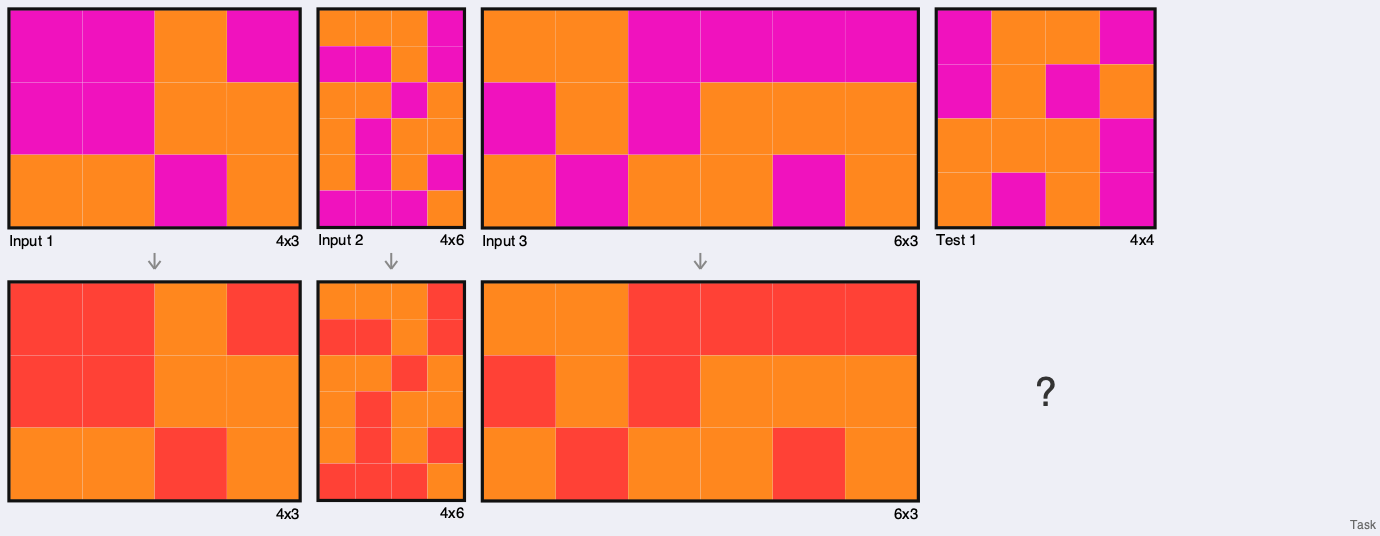 Input 1 4x3
Input 2 4x6
Input 3 6x3
Test 1 4x4
4x3
4x6
6x3
?
Task